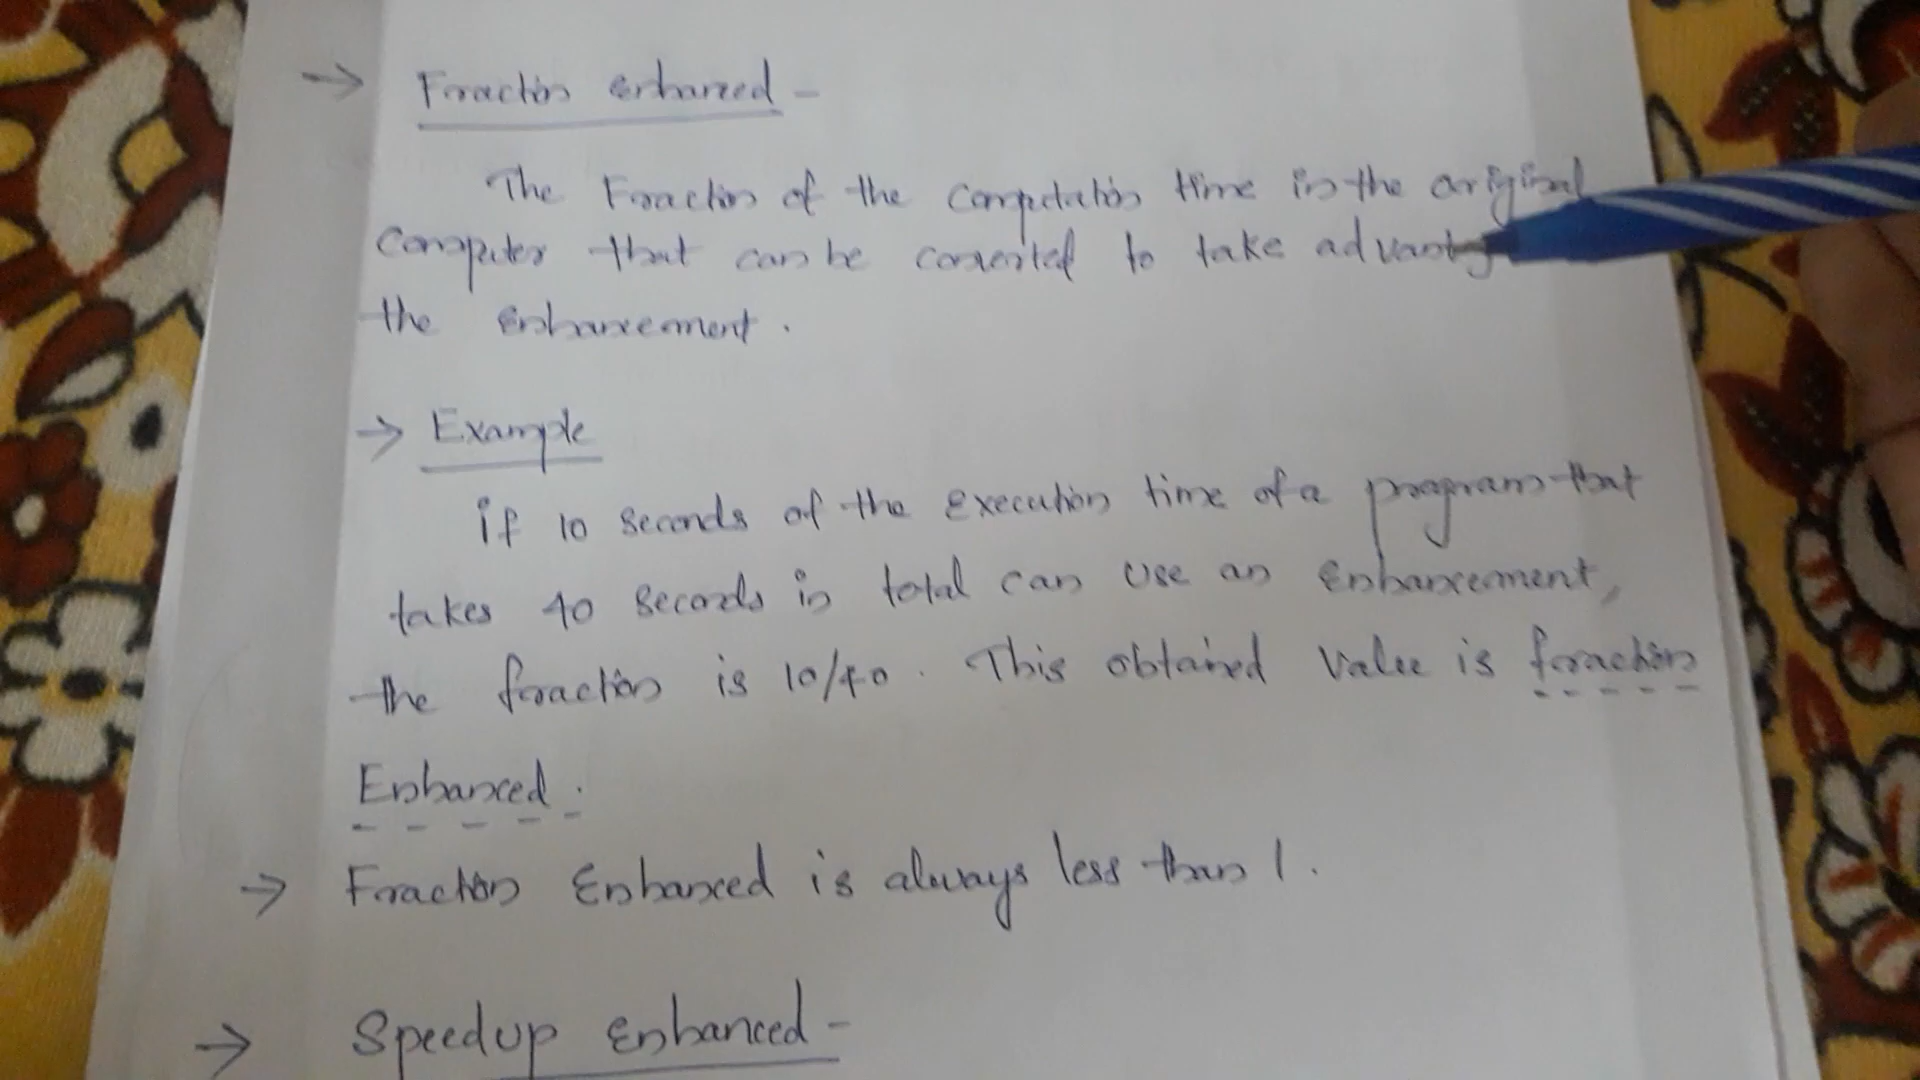 → Fraction enhanced -
The Fraction of the Computation time in the original
Computer that can be converted to take
the enhancement.
→ Example
if 10 seconds of the execution time of a program that
takes 40 seconds in total can use an enhancement,
the fraction is 10/40. This obtained value is fraction
Enhanced.
→ Fraction Enhanced is always less than 1.
→ Speedup Enhanced -